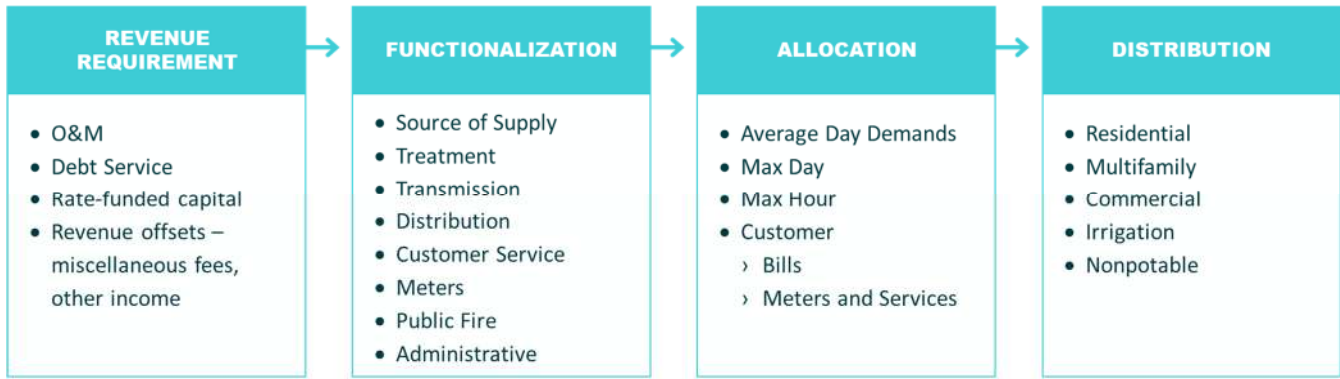 REVENUE
REQUIREMENT
• O&M
• Debt Service
• Rate-funded capital
• Revenue offsets –
miscellaneous fees,
other income
FUNCTIONALIZATION
• Source of Supply
• Treatment
• Transmission
• Distribution
• Customer Service
• Meters
• Public Fire
• Administrative
ALLOCATION
• Average Day Demands
• Max Day
• Max Hour
• Customer
› Bills
› Meters and Services
DISTRIBUTION
• Residential
• Multifamily
• Commercial
• Irrigation
• Nonpotable